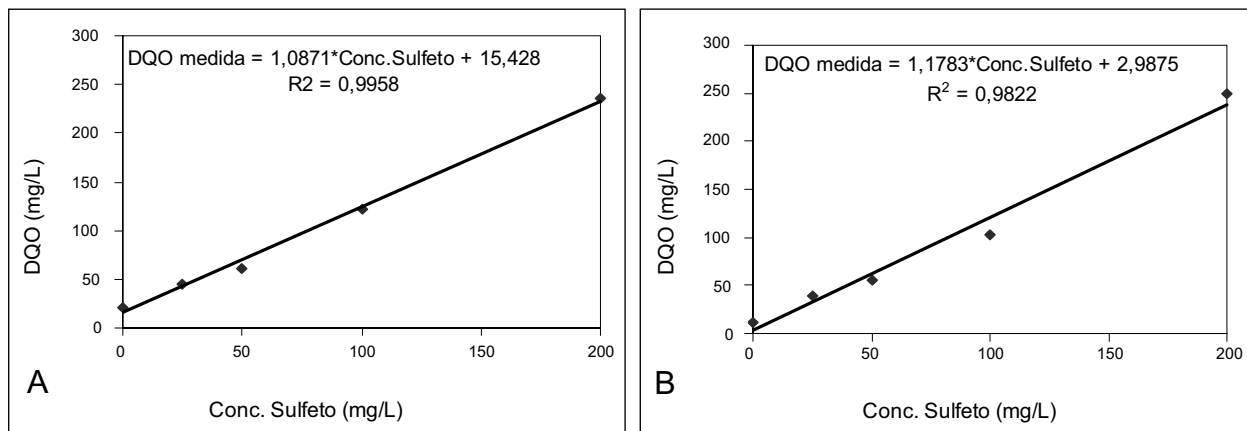 300
250
200
150
100
50
0
DQO (mg/L)
DQO medida = 1,0871*Conc.Sulfeto + 15,428
R2 = 0,9958
0 50 100 150 200
A
Conc. Sulfeto (mg/L)
300
250
200
150
100
50
0
DQO (mg/L)
DQO medida = 1,1783*Conc.Sulfeto + 2,9875
R² = 0,9822
0 50 100 150 200
B
Conc. Sulfeto (mg/L)